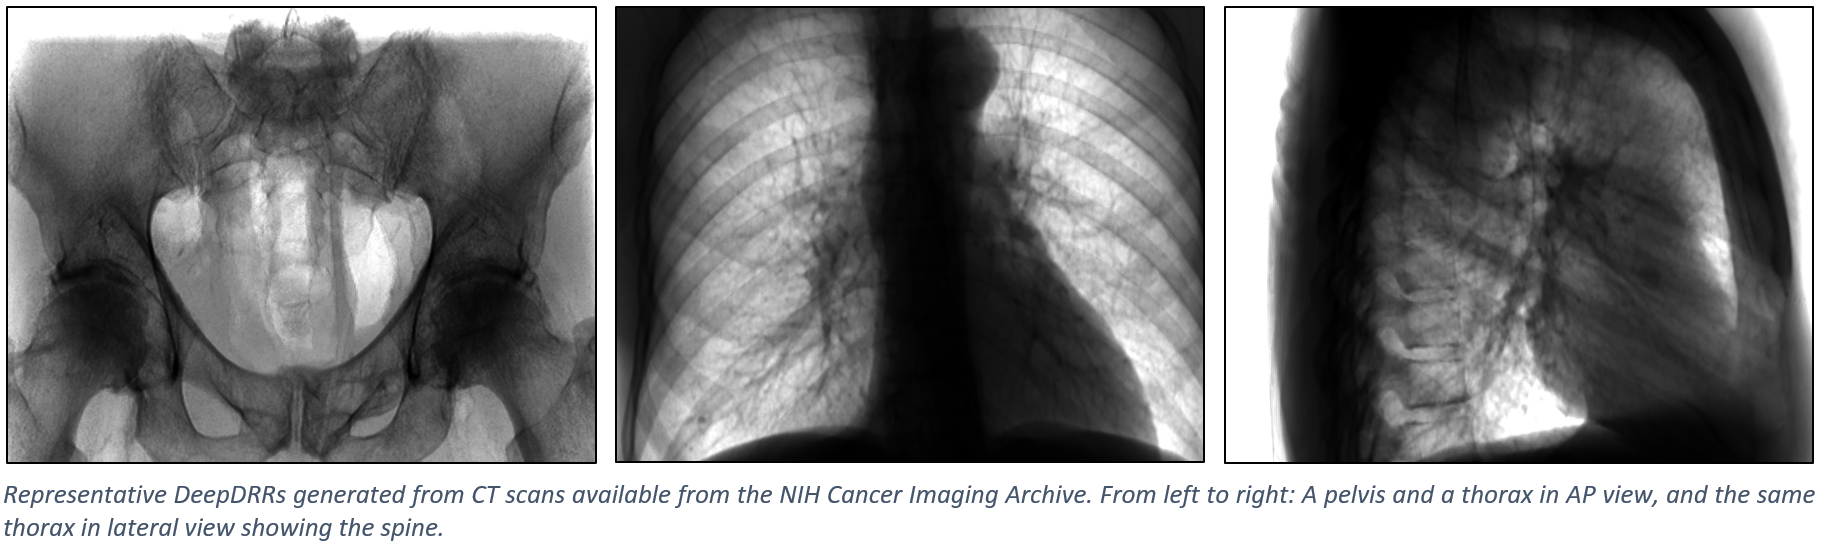 Representative DeepDRRs generated from CT scans available from the NIH Cancer Imaging Archive. From left to right: A pelvis and a thorax in AP view, and the same
thorax in lateral view showing the spine.